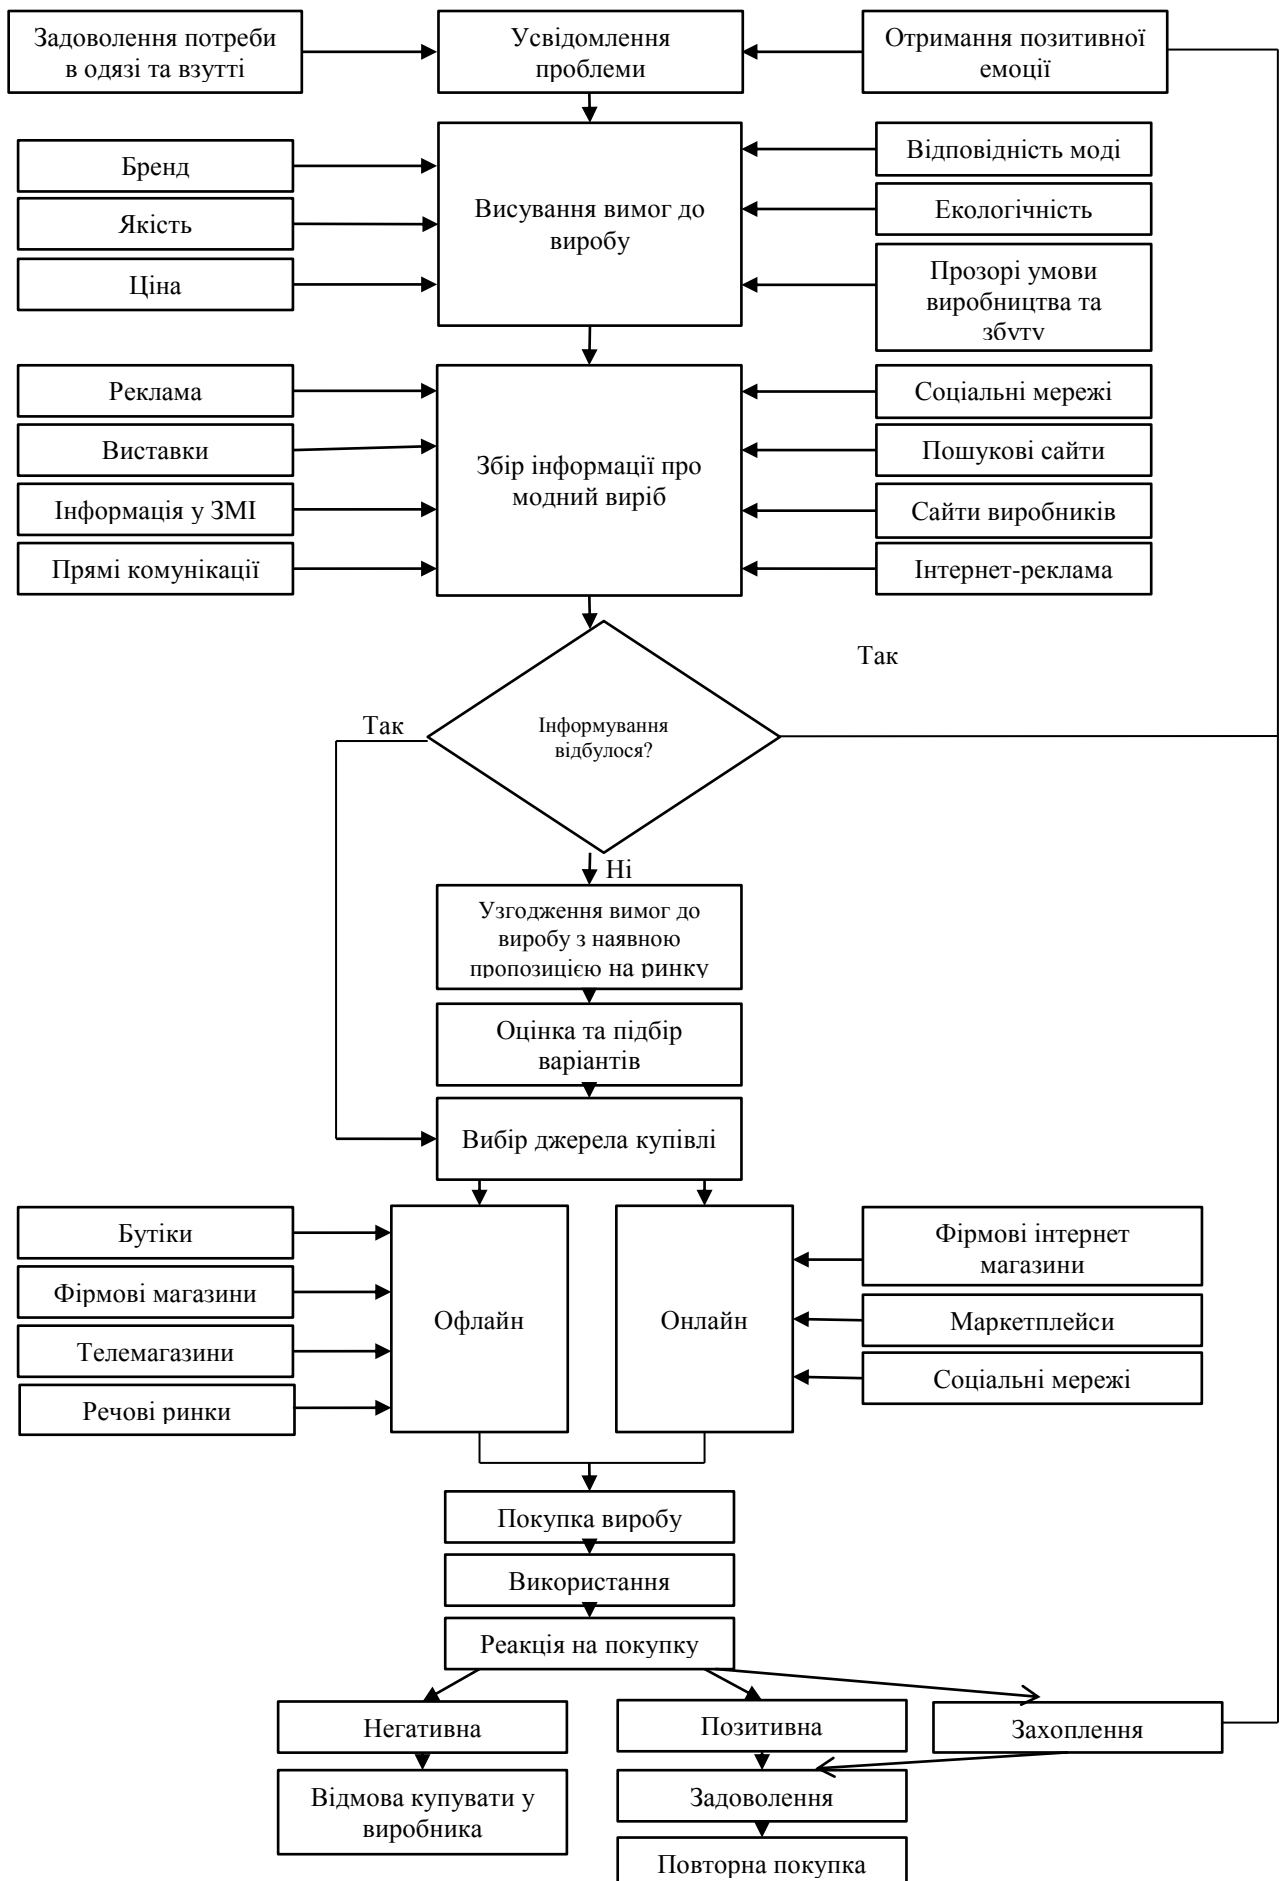 Задоволення потреби
в одязі та взутті
Усвідомлення
проблеми
Отримання позитивної
емоції
Бренд
Якість
Ціна
Висування вимог до
виробу
Відповідність моді
Екологічність
Прозорі умови
виробництва та
збуту
Реклама
Виставки
Інформація у ЗМІ
Прямі комунікації
Збір інформації про
модний виріб
Соціальні мережі
Пошукові сайти
Сайти виробників
Інтернет-реклама
Так
Так
Інформування
відбулося?
Ні
Узгодження вимог до
виробу з наявною
пропозицією на ринку
Оцінка та підбір
варіантів
Вибір джерела купівлі
Бутіки
Фірмові магазини
Телемагазини
Речові ринки
Офлайн
Онлайн
Фірмові інтернет
магазини
Маркетплейси
Соціальні мережі
Покупка виробу
Використання
Реакція на покупку
Негативна
Позитивна
Захоплення
Відмова купувати у
виробника
Задоволення
Повторна покупка